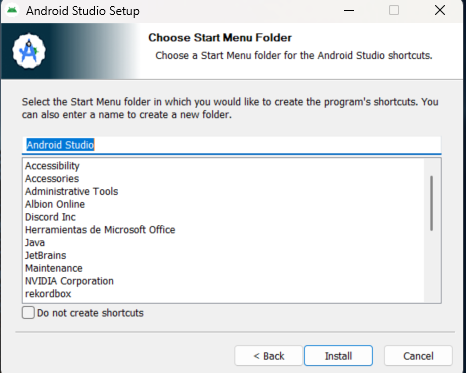 Android Studio Setup
Choose Start Menu Folder
Choose a Start Menu folder for the Android Studio shortcuts.
Select the Start Menu folder in which you would like to create the program's shortcuts. You
can also enter a name to create a new folder.
Android Studio
Accessibility
Accessories
Administrative Tools
Albion Online
Discord Inc
Herramientas de Microsoft Office
Java
JetBrains
Maintenance
NVIDIA Corporation
rekordbox
Do not create shortcuts
< Back
Install
Cancel